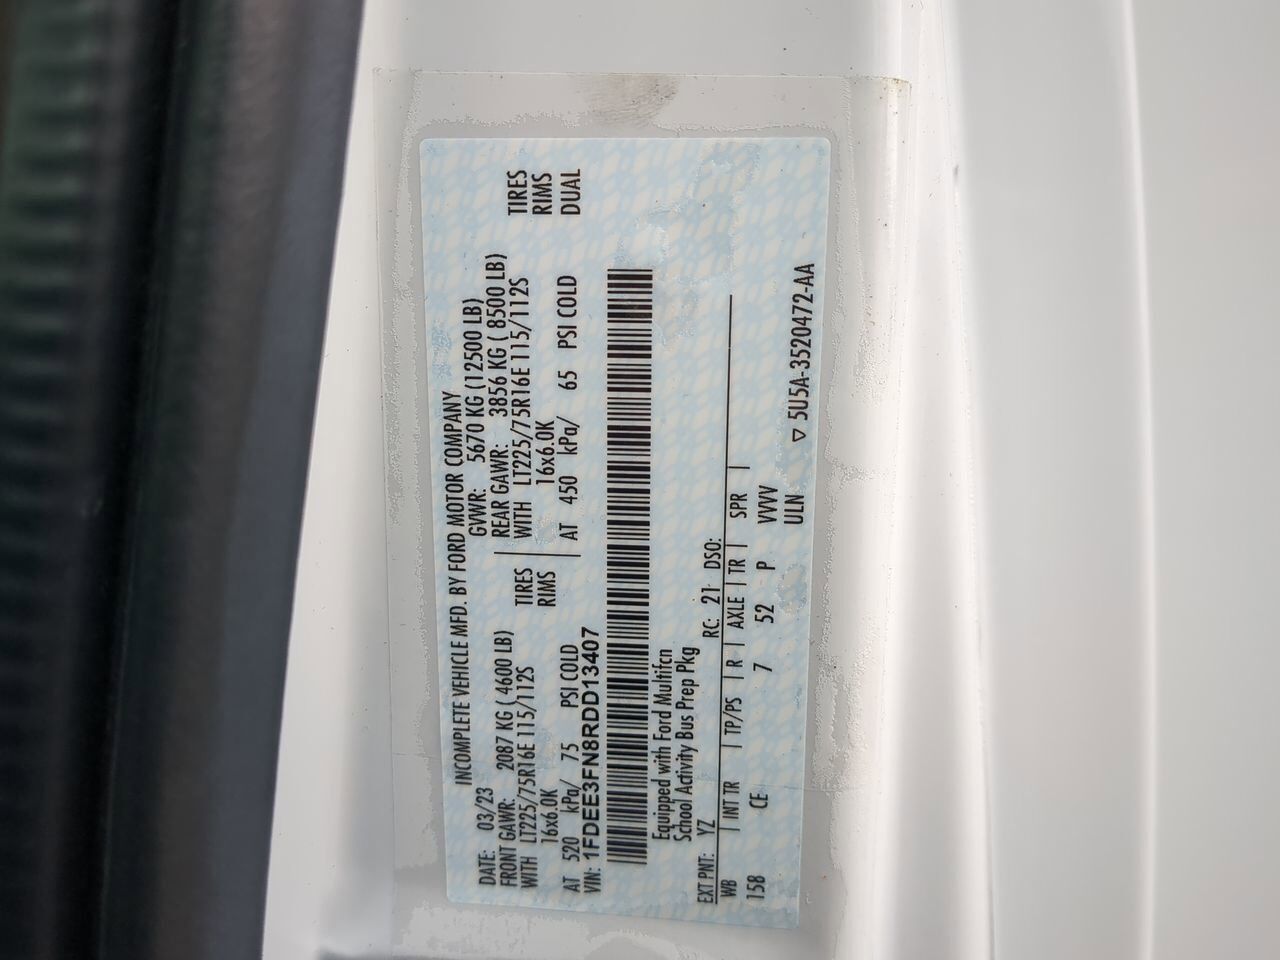 INCOMPLETE VEHICLE MFD. BY FORD MOTOR COMPANY
DATE: 03/23 GVWR: 5670 KG (12500 LB)
FRONT GAWR: 2087 KG ( 4600 LB) REAR GAWR: 3856 KG ( 8500 LB)
WITH LT225/75R16E 115/112S TIRES WITH LT225/75R16E 115/112S TIRES
16x6.0K RIMS 16x6.0K RIMS
AT 520 kPa/ 75 PSI COLD AT 450 kPa/ 65 PSI COLD DUAL
VIN: 1FDEE3FN8RDD13407
Equipped with Ford Multifcn
School Activity Bus Prep Pkg
EXT PNT: YZ RC: 21 DSO:
WB | INT TR | TP/PS | R | AXLE | TR | SPR |
158 CE 7 52 P VVVV
ULN
▽ 5U5A-3520472-AA